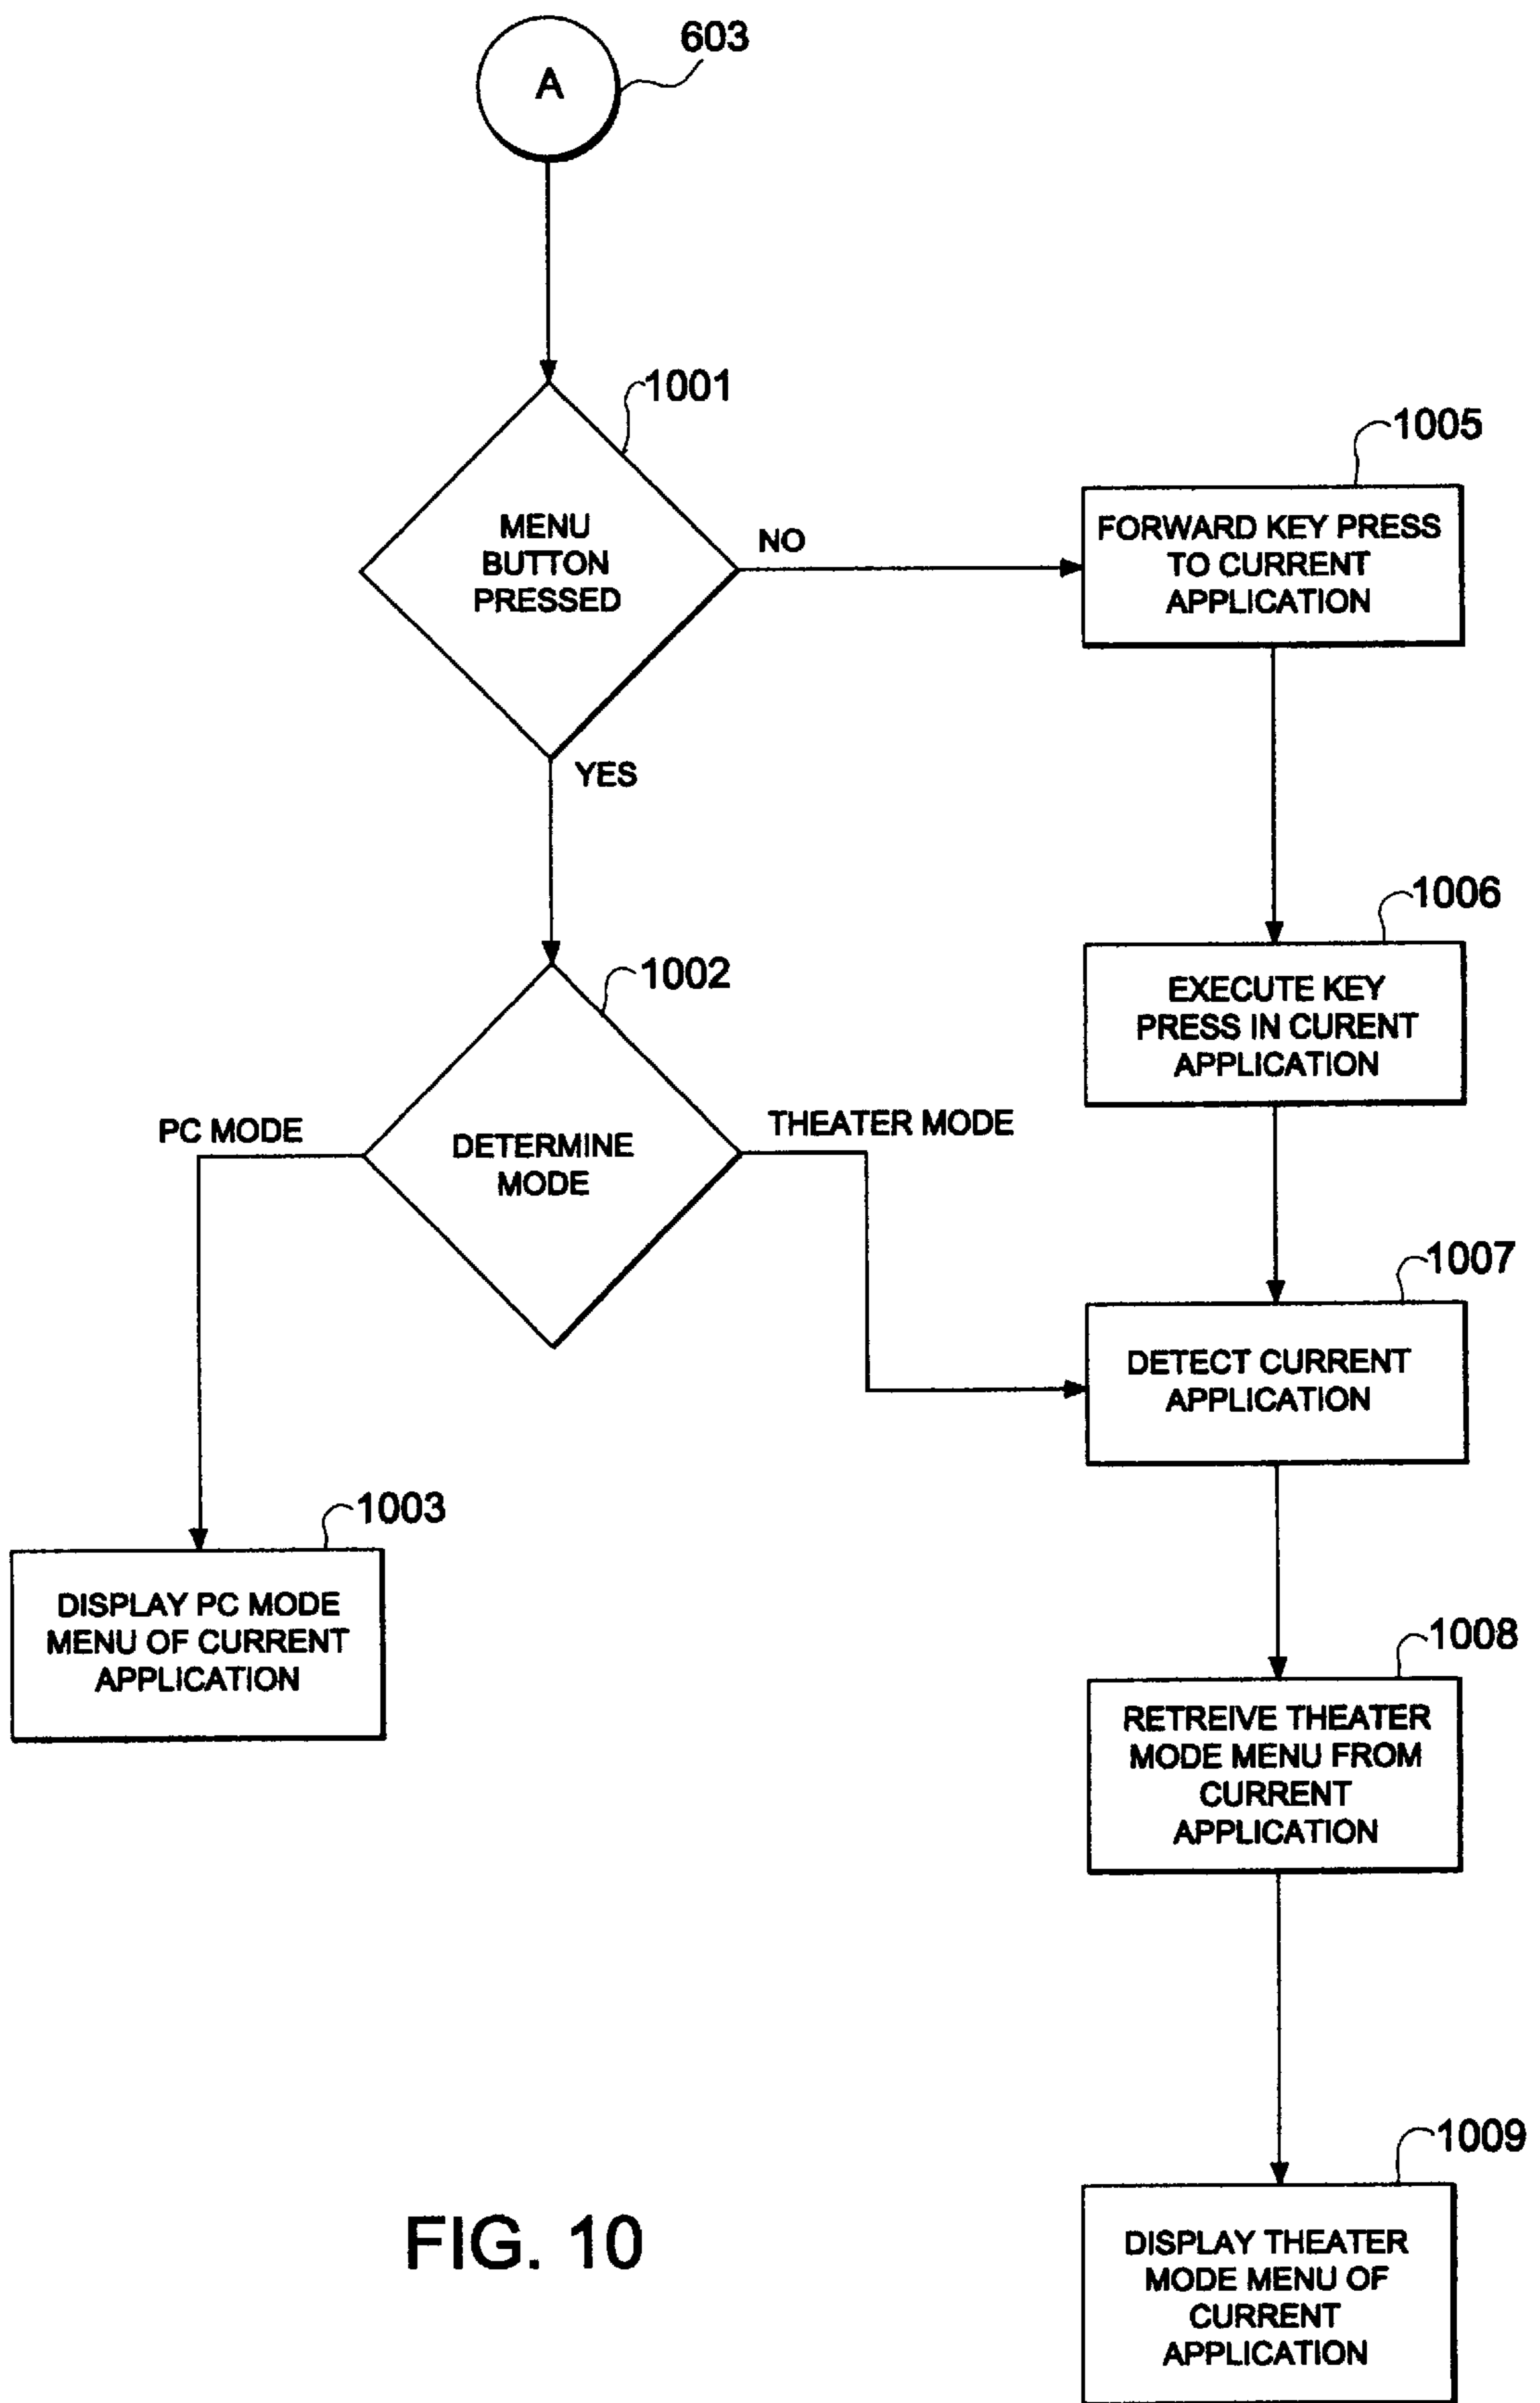 603
A
1001
MENU
BUTTON
PRESSED
NO
YES
1005
FORWARD KEY PRESS
TO CURRENT
APPLICATION
1006
EXECUTE KEY
PRESS IN CURENT
APPLICATION
1002
DETERMINE
MODE
PC MODE
THEATER MODE
1007
DETECT CURRENT
APPLICATION
1003
DISPLAY PC MODE
MENU OF CURRENT
APPLICATION
1008
RETREIVE THEATER
MODE MENU FROM
CURRENT
APPLICATION
1009
DISPLAY THEATER
MODE MENU OF
CURRENT
APPLICATION
FIG. 10